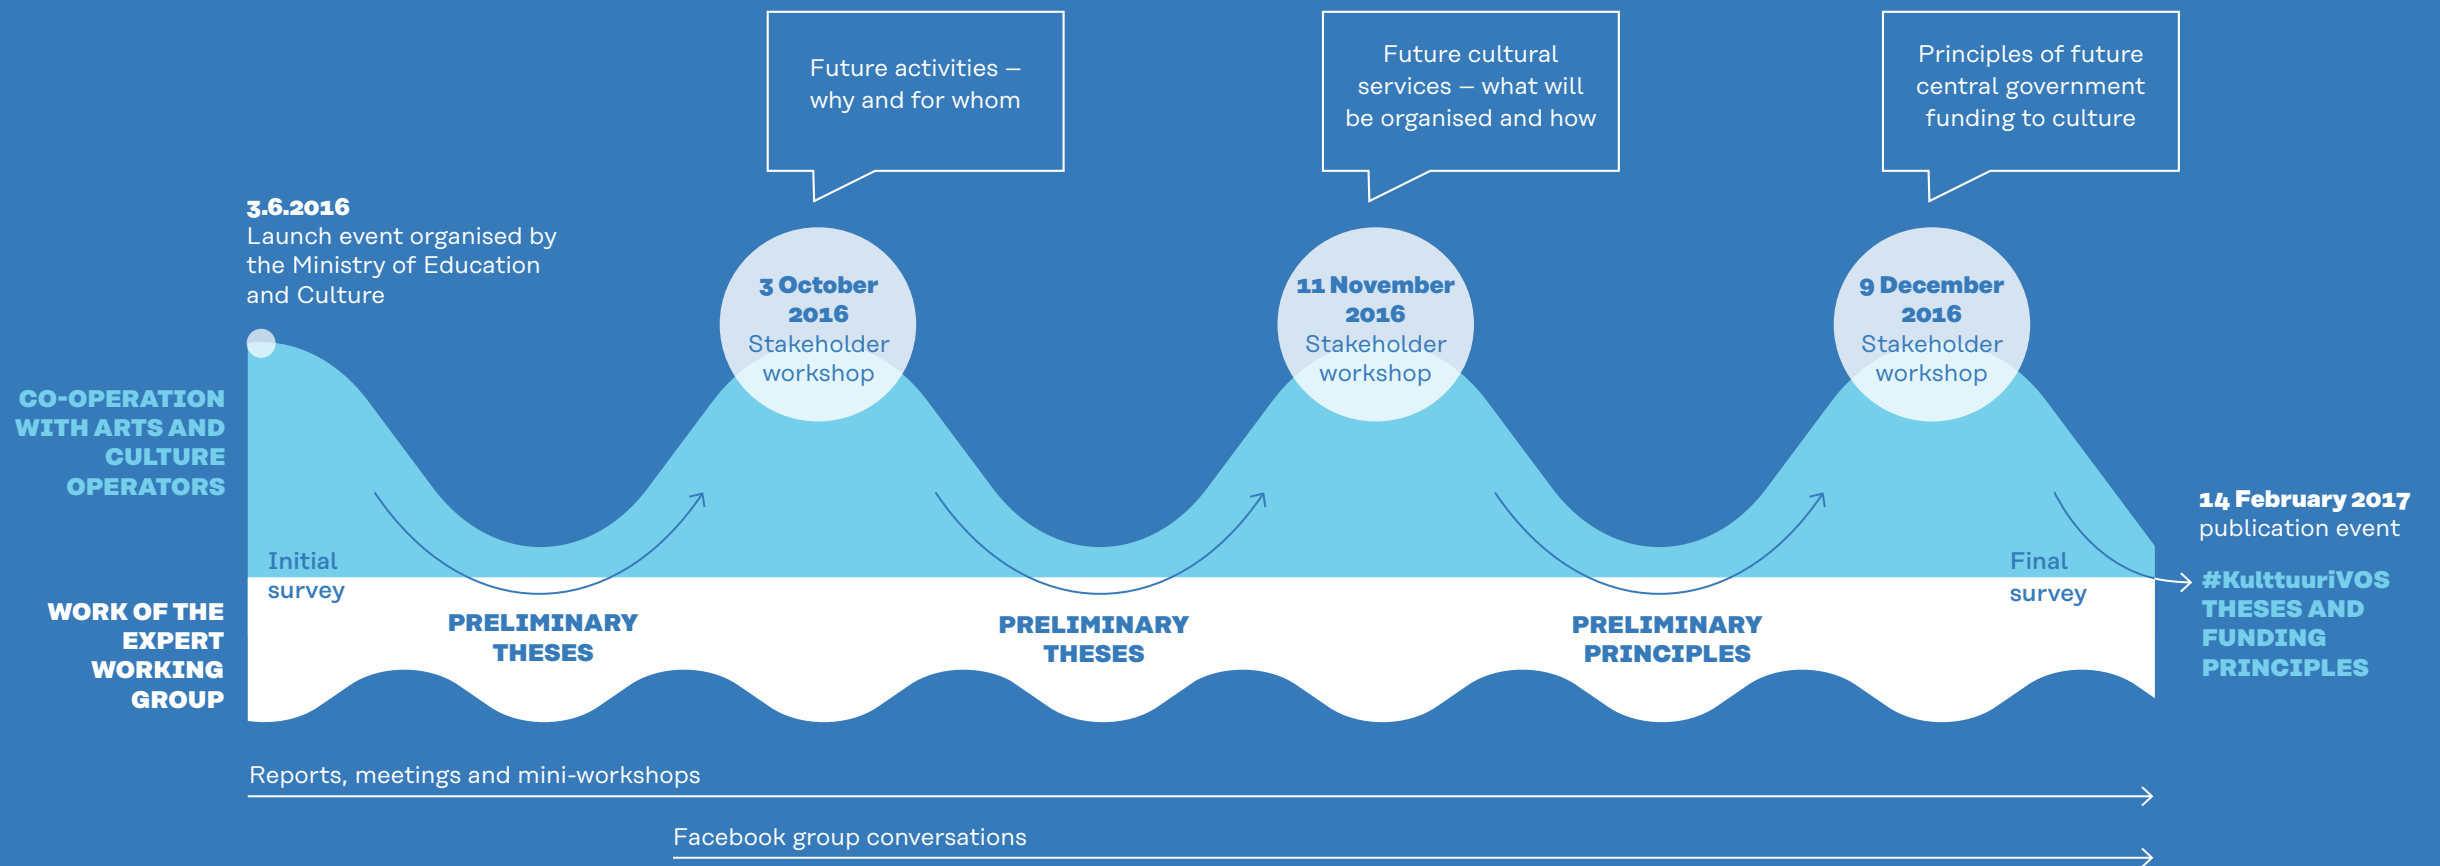 Future activities –
why and for whom
Future cultural
services – what will
be organised and how
Principles of future
central government
funding to culture
3.6.2016
Launch event organised by
the Ministry of Education
and Culture
3 October
2016
Stakeholder
workshop
11 November
2016
Stakeholder
workshop
9 December
2016
Stakeholder
workshop
CO-OPERATION
WITH ARTS AND
CULTURE
OPERATORS
14 February 2017
publication event
Initial
survey
Final
survey
#KulttuuriVOS
THESES AND
FUNDING
PRINCIPLES
WORK OF THE
EXPERT
WORKING
GROUP
PRELIMINARY
THESES
PRELIMINARY
THESES
PRELIMINARY
PRINCIPLES
Reports, meetings and mini-workshops
Facebook group conversations